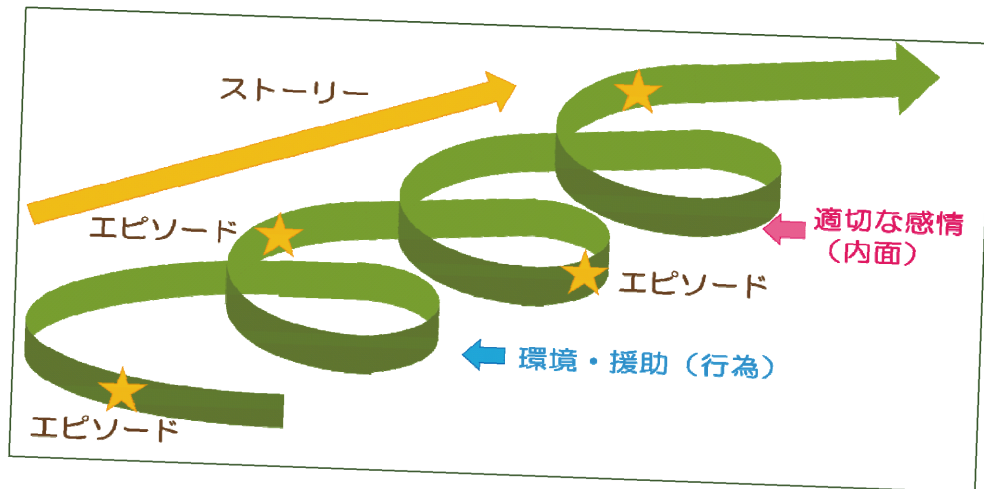 ストーリー
エピソード
適切な感情
（内面）
エピソード
環境・援助（行為）
エピソード